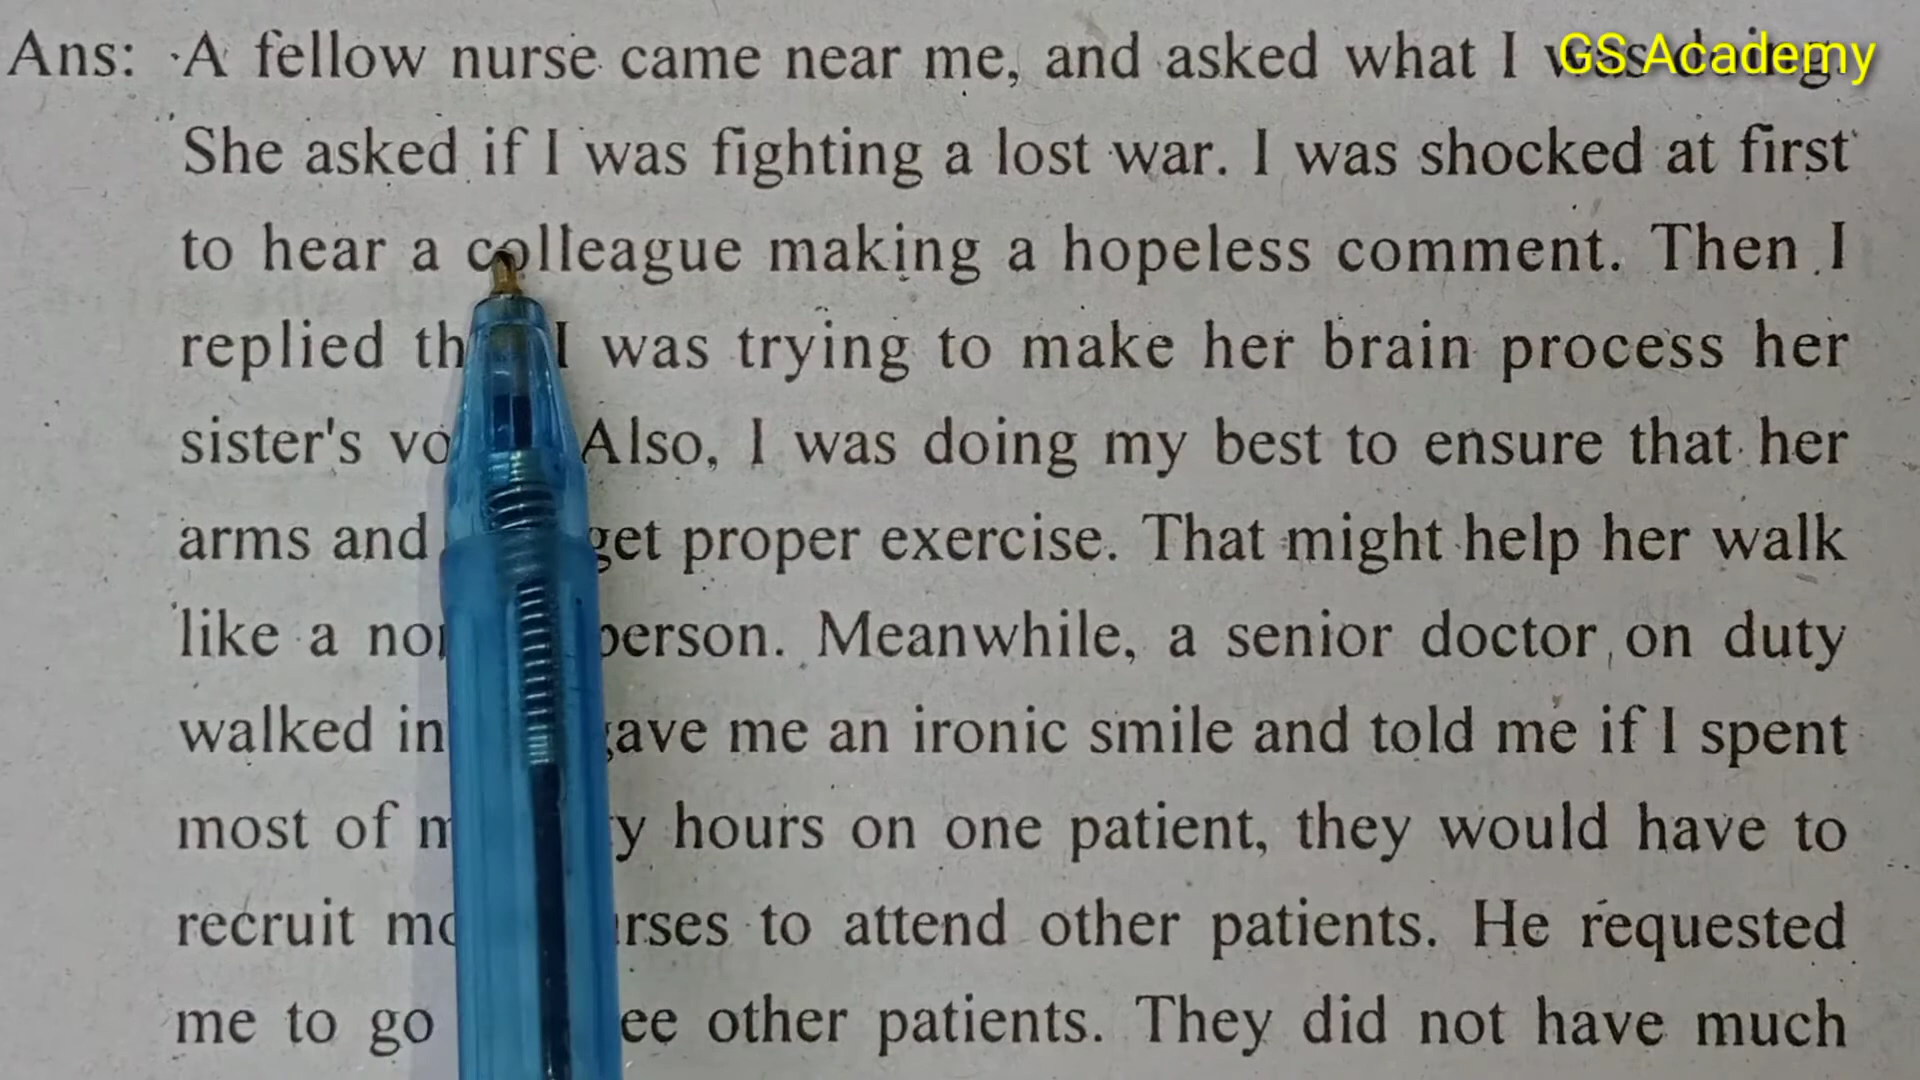 Ans: A fellow nurse came near me, and asked what I
GS Academy
She asked if I was fighting a lost war. I was shocked at first
to hear a colleague making a hopeless comment. Then I
replied I was trying to make her brain process her
sister's Also, I was doing my best to ensure that her
arms and get proper exercise. That might help her walk
like a person. Meanwhile, a senior doctor on duty
walked in gave me an ironic smile and told me if I spent
most of hours on one patient, they would have to
recruit to attend other patients. He requested
me to go other patients. They did not have much